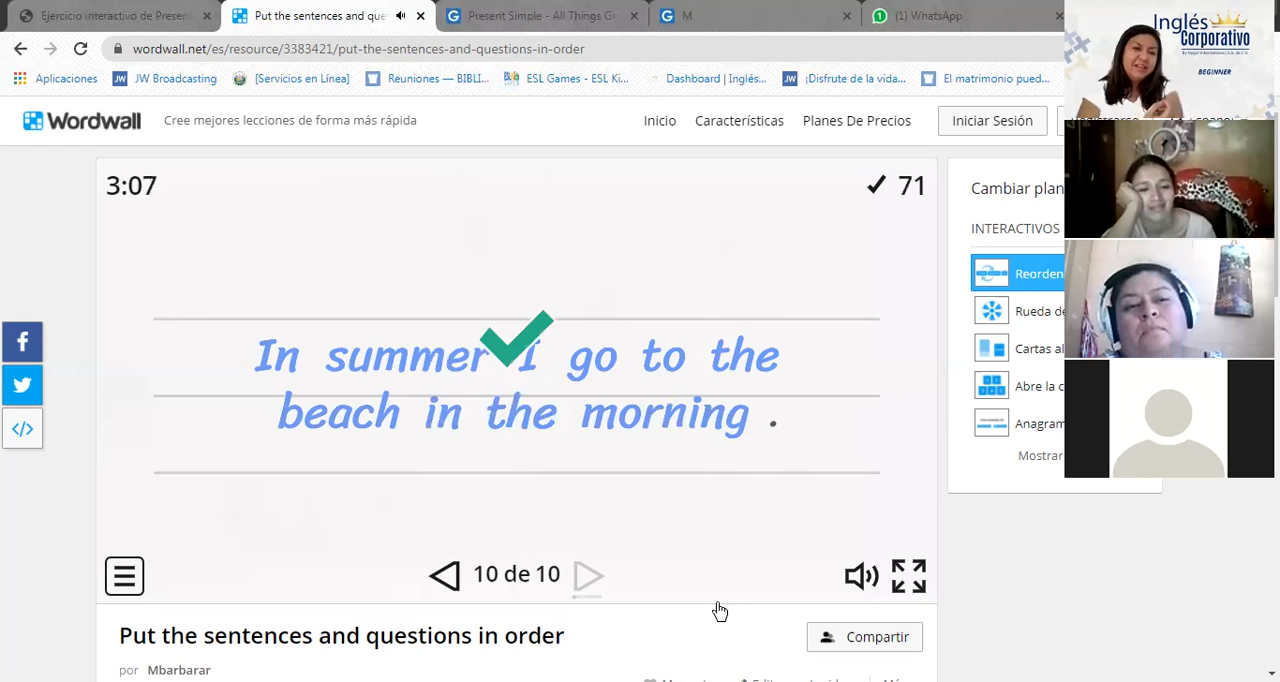 Ejercicio interactivo de Present
Put the sentences and que
Present Simple - All Things Gr
M
(1) WhatsApp
wordwall.net/es/resource/3383421/put-the-sentences-and-questions-in-order
Aplicaciones
JW Broadcasting
[Servicios en Línea]
Reuniones — BIBLI...
ESL Games - ESL Ki...
Dashboard | Inglés...
¡Disfrute de la vida...
El matrimonio pued...
Inglés
Corporativo
BEGINNER
Wordwall
Cree mejores lecciones de forma más rápida
Inicio
Características
Planes De Precios
Iniciar Sesión
3:07
71
In summer I go to the
beach in the morning .
10 de 10
Cambiar plan
INTERACTIVOS
Reorden
Rueda de
Cartas al
Abre la c
Anagram
Mostrar
Put the sentences and questions in order
Compartir
por Mbarbarar